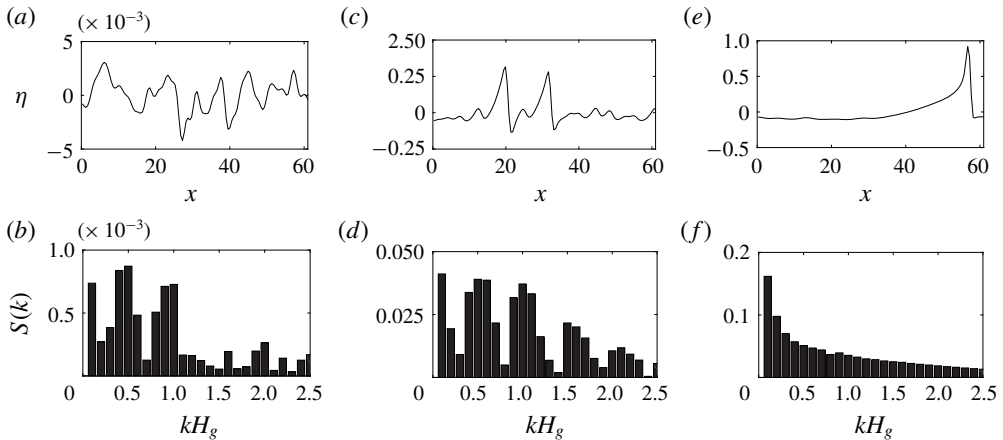 (a) (× 10−3) (c) (e)
5 2.50 1.0
η 0 0.25 0.5
0
−5 −0.25 −0.5
0 20 40 60 0 20 40 60 0 20 40 60
x x x
(b) (× 10−3) (d) (f)
1.0 0.050 0.2
S(k) 0.5 0.025 0.1
0 0.5 1.0 1.5 2.0 2.5 0 0.5 1.0 1.5 2.0 2.5 0 0.5 1.0 1.5 2.0 2.5
kHg kHg kHg